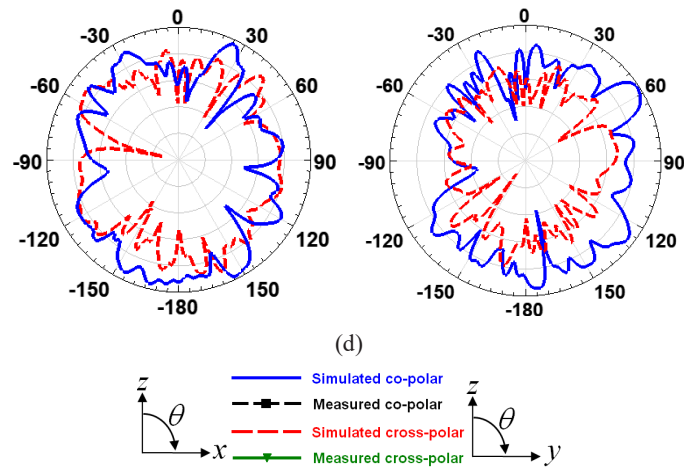 0 0
-30 30 -30 30
-60 60 -60 60
-90 90 -90 90
-120 120 -120 120
-150 150 -150 150
-180 -180
(d)
z Simulated co-polar z
θ Measured co-polar θ
x Simulated cross-polar y
Measured cross-polar